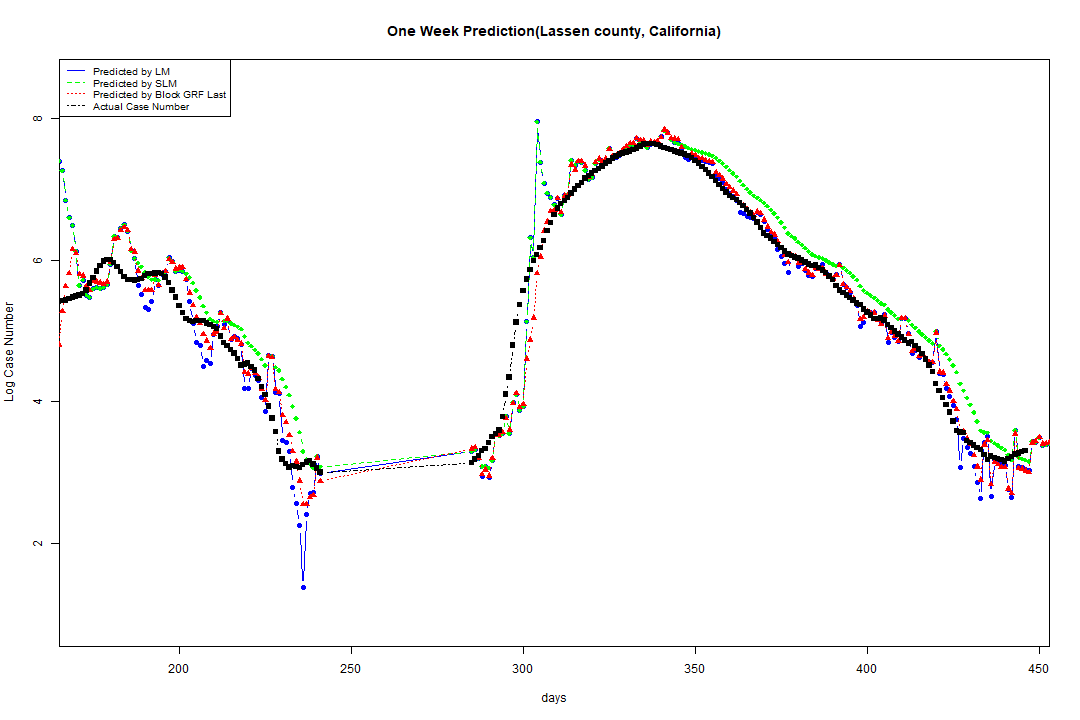 One Week Prediction(Lassen county, California)
Predicted by LM
Predicted by SLM
Predicted by Block GRF Last
Actual Case Number
8
6
4
2
Log Case Number
200 250 300 350 400 450
days